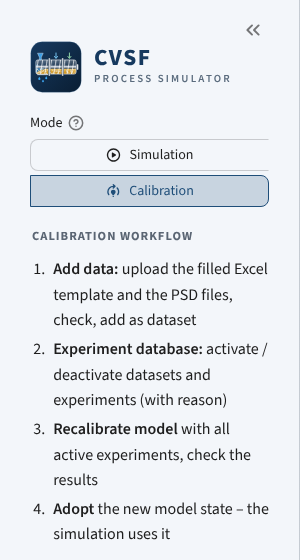 CVSF
PROCESS SIMULATOR
Mode
Simulation
Calibration
CALIBRATION WORKFLOW
1. Add data: upload the filled Excel
template and the PSD files,
check, add as dataset
2. Experiment database: activate /
deactivate datasets and
experiments (with reason)
3. Recalibrate model with all
active experiments, check the
results
4. Adopt the new model state – the
simulation uses it